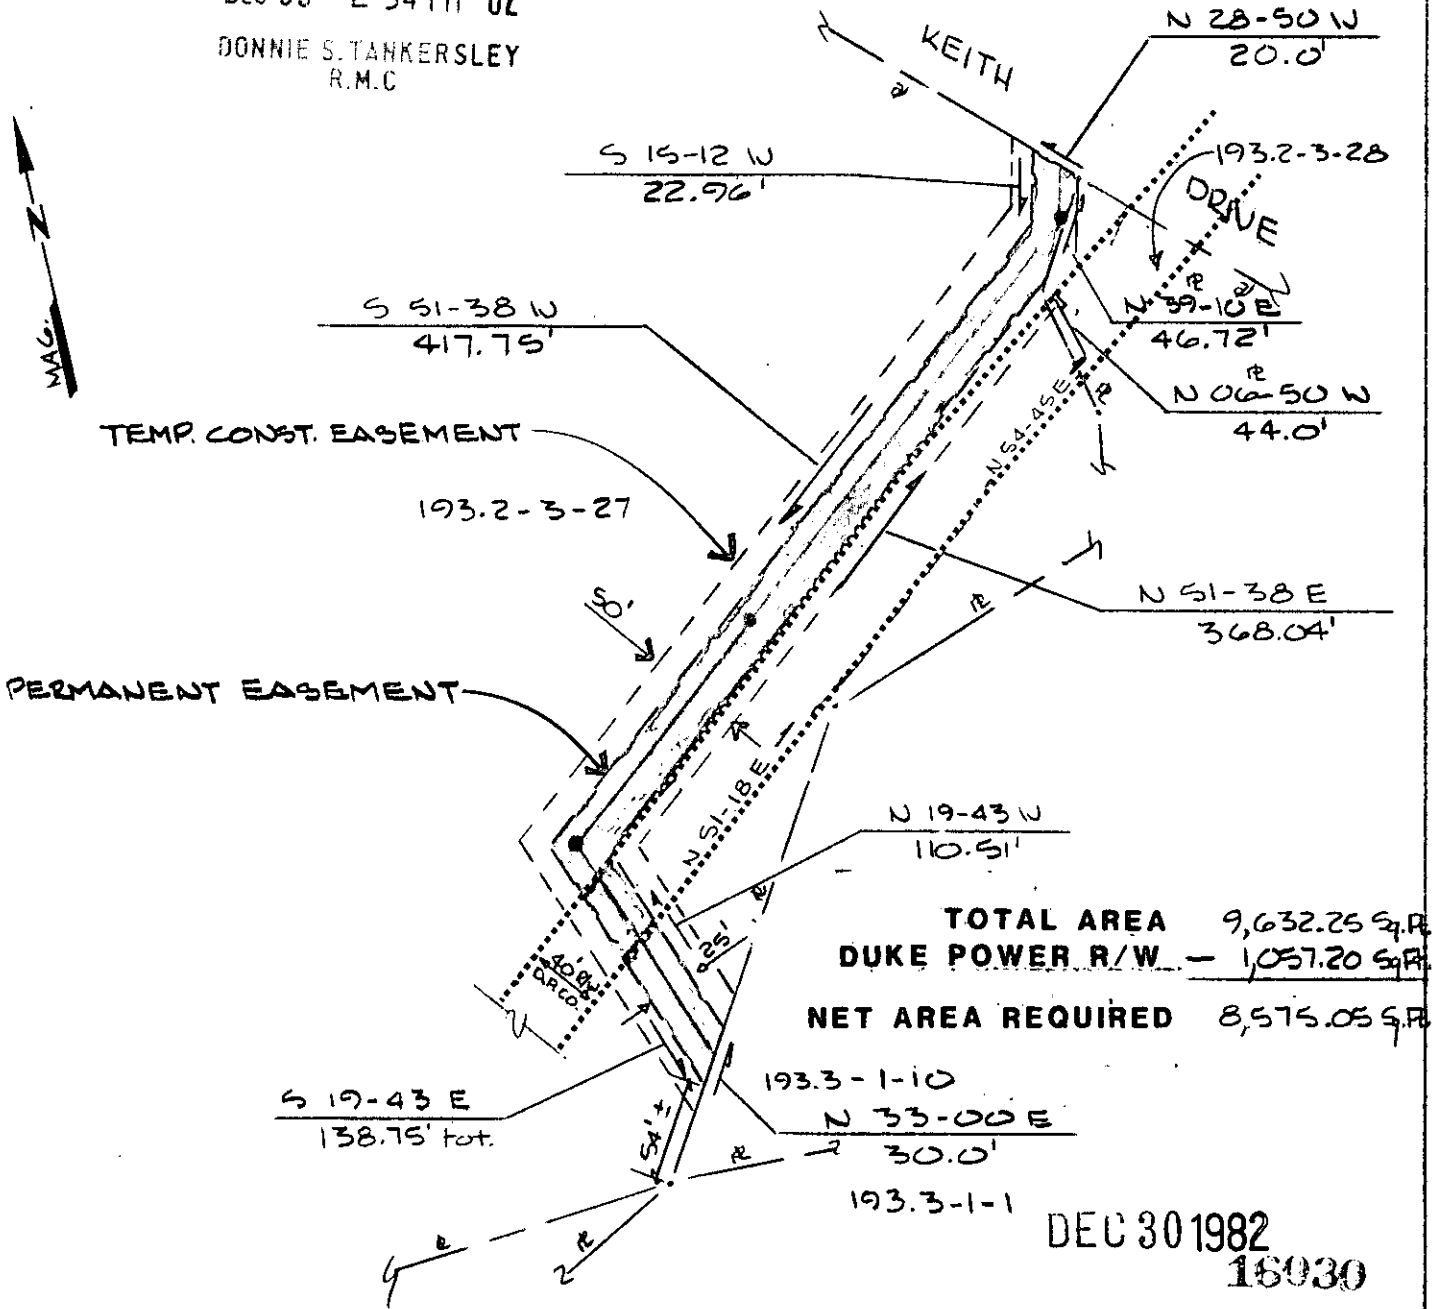 DONNIE S. TANKERSLEY
R.M.C
N 28-50 W
20.0'
KEITH
DRIVE
S 15-12 W
22.96'
193.2-3-28
N
MAG.
S 51-38 W
417.75'
N 39-10 E
46.72'
N 06-50 W
44.0'
TEMP. CONST. EASEMENT
193.2-3-27
N 54-45 E
50'
N 51-38 E
368.04'
PERMANENT EASEMENT
N 51-18 E
N 19-43 W
110.51'
25'
TOTAL AREA 9,632.25 Sq.Ft.
DUKE POWER R/W — 1,057.20 Sq.Ft.
NET AREA REQUIRED 8,575.05 Sq.Ft.
40' R/W
193.3-1-10
S 19-43 E
138.75' tot.
54' ±
N 33-00 E
30.0'
193.3-1-1
DEC 30 1982
16030